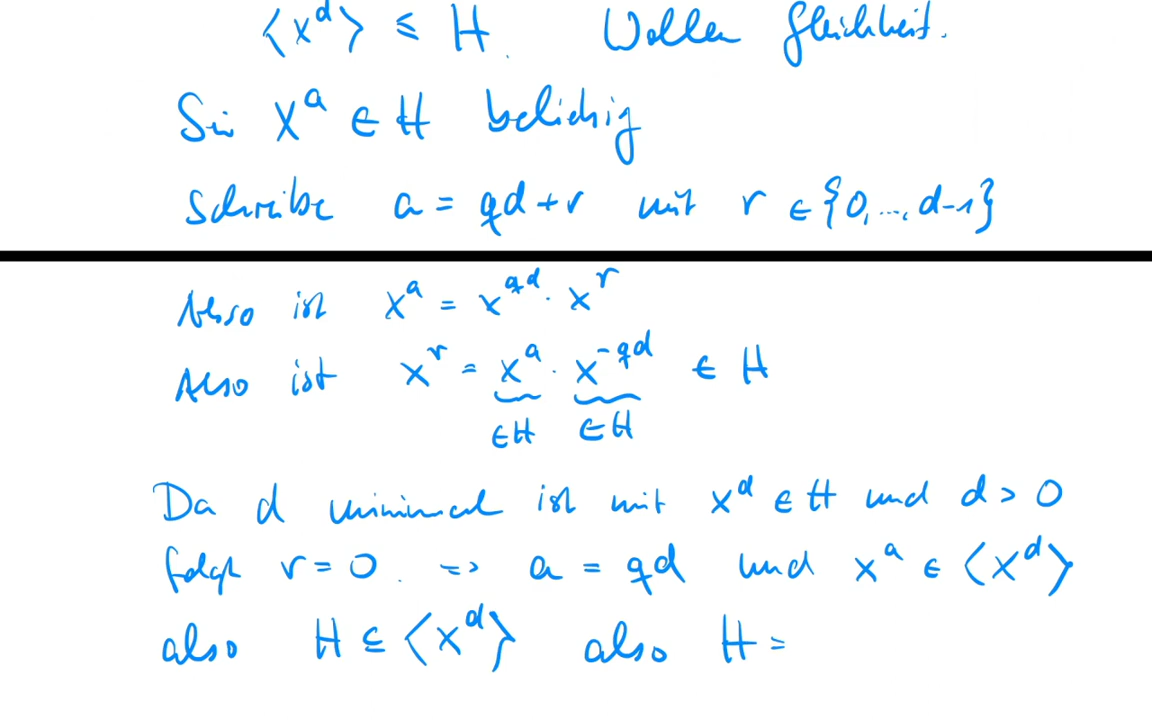 ⟨x^d⟩ ≤ H. Wollen Gleichheit.
Sei x^a ∈ H beliebig
Schreibe a = qd + r mit r ∈ {0, ..., d-1}
Also ist x^a = x^{qd} · x^r
Also ist x^r = x^a · x^{-qd} ∈ H
∈H ∈H
Da d minimal ist mit x^d ∈ H und d > 0
folgt r = 0. => a = qd und x^a ∈ ⟨x^d⟩
also H ⊆ ⟨x^d⟩ also H =